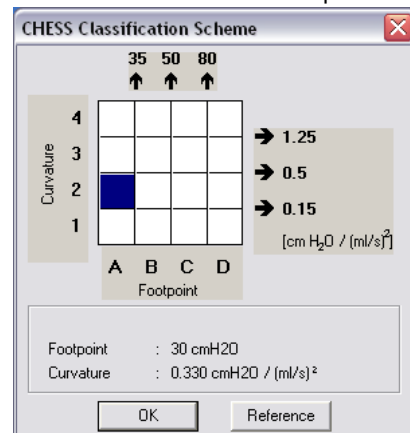 CHESS Classification Scheme
35 50 80
4
3
2
1
Curvature
1.25
0.5
0.15
[cm H₂O / (ml/s)²]
A B C D
Footpoint
Footpoint : 30 cmH2O
Curvature : 0.330 cmH2O / (ml/s)²
OK Reference